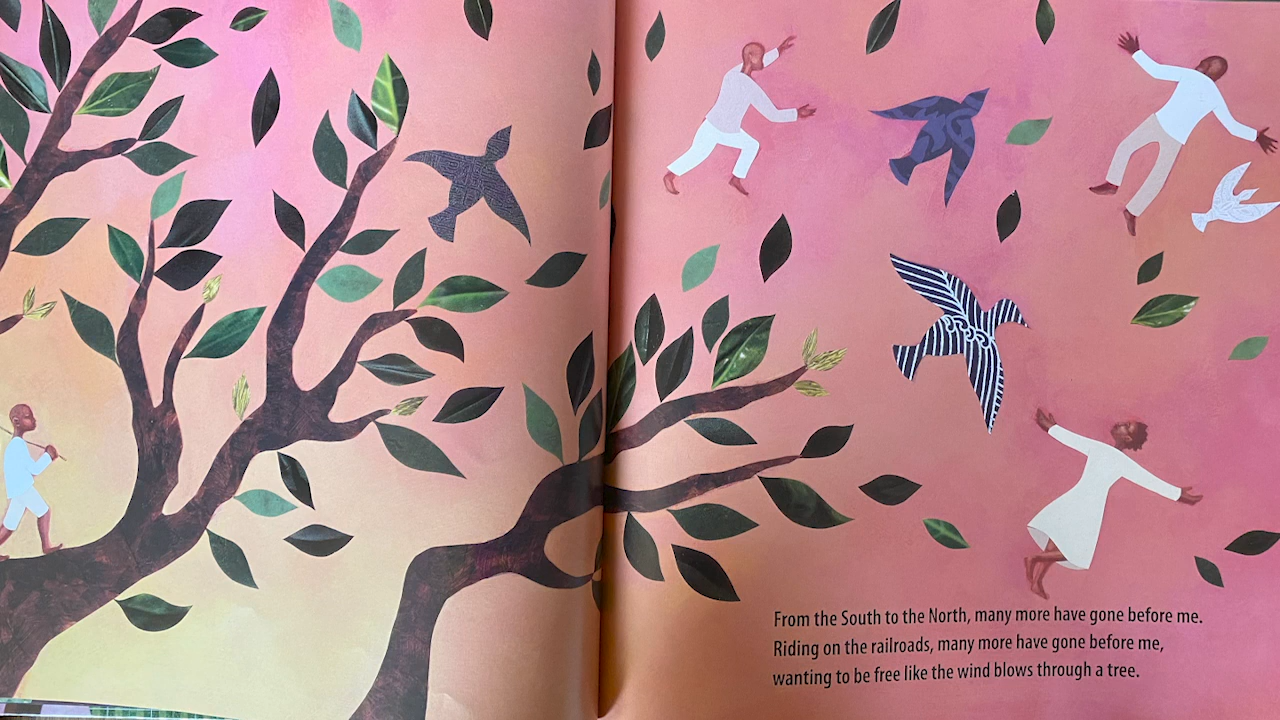 From the South to the North, many more have gone before me.
Riding on the railroads, many more have gone before me,
wanting to be free like the wind blows through a tree.